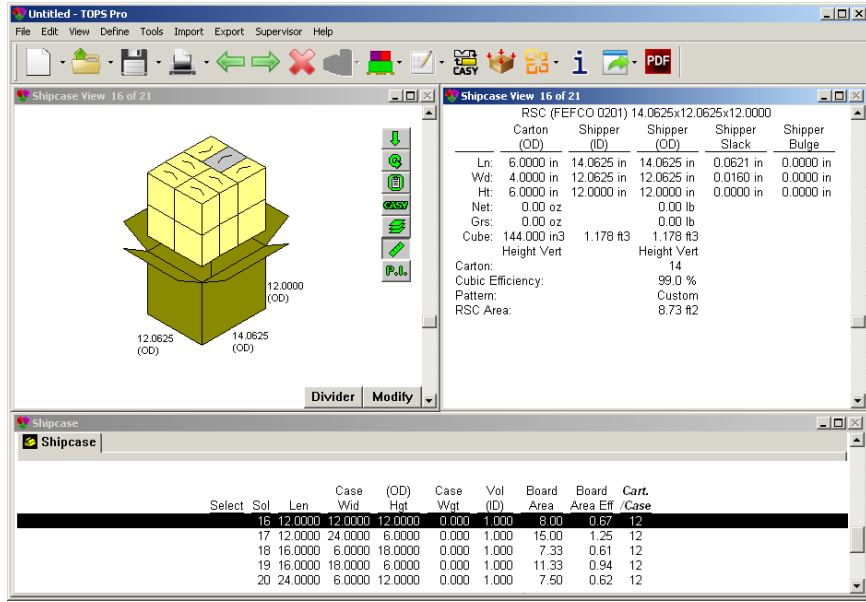 Untitled - TOPS Pro
File Edit View Define Tools Import Export Supervisor Help
CASY i PDF
Shipcase View 16 of 21
CASY
P.I.
12.0000
(OD)
12.0625
(OD)
14.0625
(OD)
Divider Modify
Shipcase View 16 of 21
RSC (FEFCO 0201) 14.0625x12.0625x12.0000
Carton Shipper Shipper Shipper Shipper
(OD) (ID) (OD) Slack Bulge
Ln: 6.0000 in 14.0625 in 14.0625 in 0.0621 in 0.0000 in
Wd: 4.0000 in 12.0625 in 12.0625 in 0.0160 in 0.0000 in
Ht: 6.0000 in 12.0000 in 12.0000 in 0.0000 in 0.0000 in
Net: 0.00 oz 0.00 lb
Grs: 0.00 oz 0.00 lb
Cube: 144.000 in3 1.178 ft3 1.178 ft3
Height Vert Height Vert
Carton: 14
Cubic Efficiency: 99.0 %
Pattern: Custom
RSC Area: 8.73 ft2
Shipcase
Shipcase
Case (OD) Case Vol Board Board Cart.
Select Sol Len Wid Hgt Wgt (ID) Area Area Eff /Case
16 12.0000 12.0000 12.0000 0.000 1.000 8.00 0.67 12
17 12.0000 24.0000 6.0000 0.000 1.000 15.00 1.25 12
18 16.0000 6.0000 18.0000 0.000 1.000 7.33 0.61 12
19 16.0000 18.0000 6.0000 0.000 1.000 11.33 0.94 12
20 24.0000 6.0000 12.0000 0.000 1.000 7.50 0.62 12